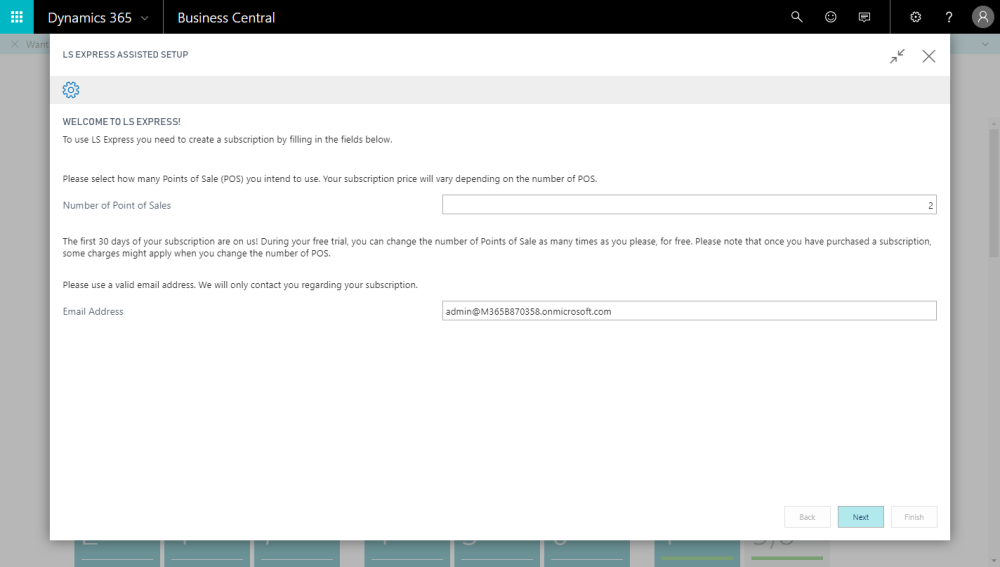 Dynamics 365
Business Central
Want
LS EXPRESS ASSISTED SETUP
WELCOME TO LS EXPRESS!
To use LS Express you need to create a subscription by filling in the fields below.
Please select how many Points of Sale (POS) you intend to use. Your subscription price will vary depending on the number of POS.
Number of Point of Sales
2
The first 30 days of your subscription are on us! During your free trial, you can change the number of Points of Sale as many times as you please, for free. Please note that once you have purchased a subscription,
some charges might apply when you change the number of POS.
Please use a valid email address. We will only contact you regarding your subscription.
Email Address
admin@M365B870358.onmicrosoft.com
Back
Next
Finish